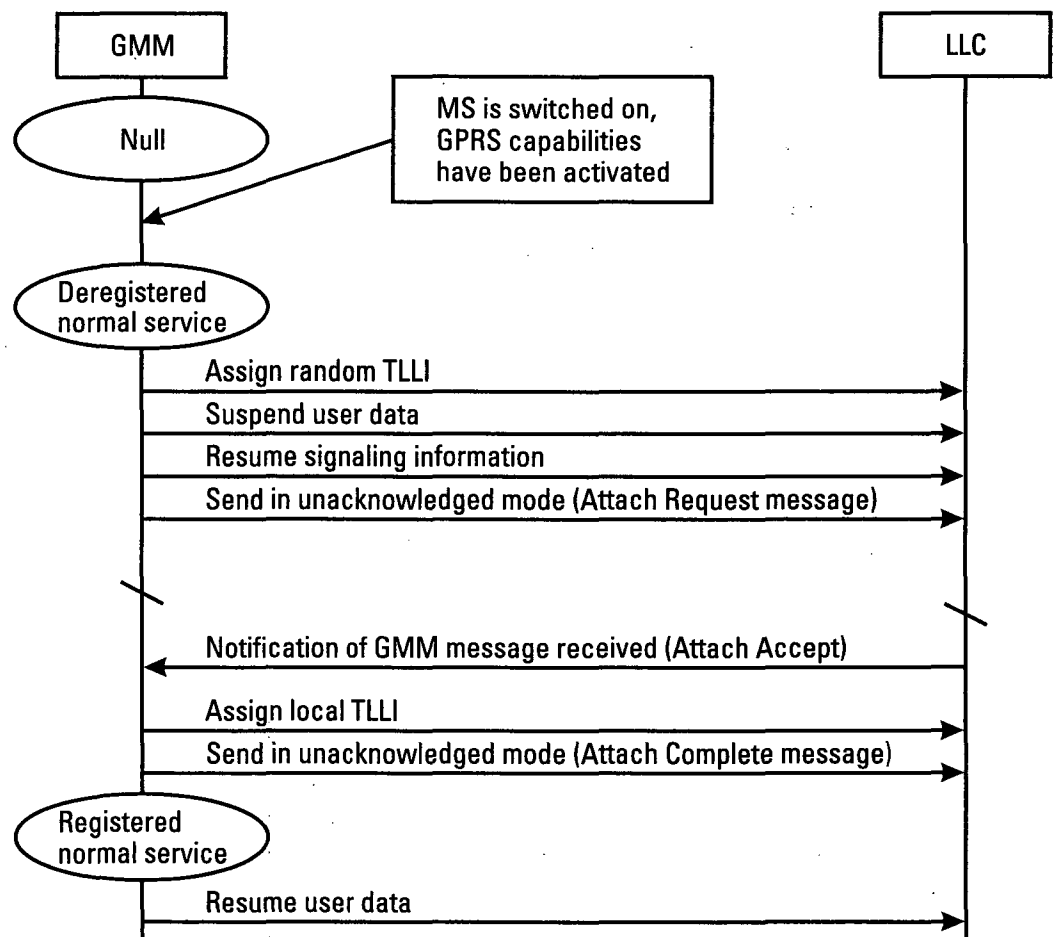 GMM
LLC
Null
MS is switched on,
GPRS capabilities
have been activated
Deregistered
normal service
Assign random TLLI
Suspend user data
Resume signaling information
Send in unacknowledged mode (Attach Request message)
Notification of GMM message received (Attach Accept)
Assign local TLLI
Send in unacknowledged mode (Attach Complete message)
Registered
normal service
Resume user data